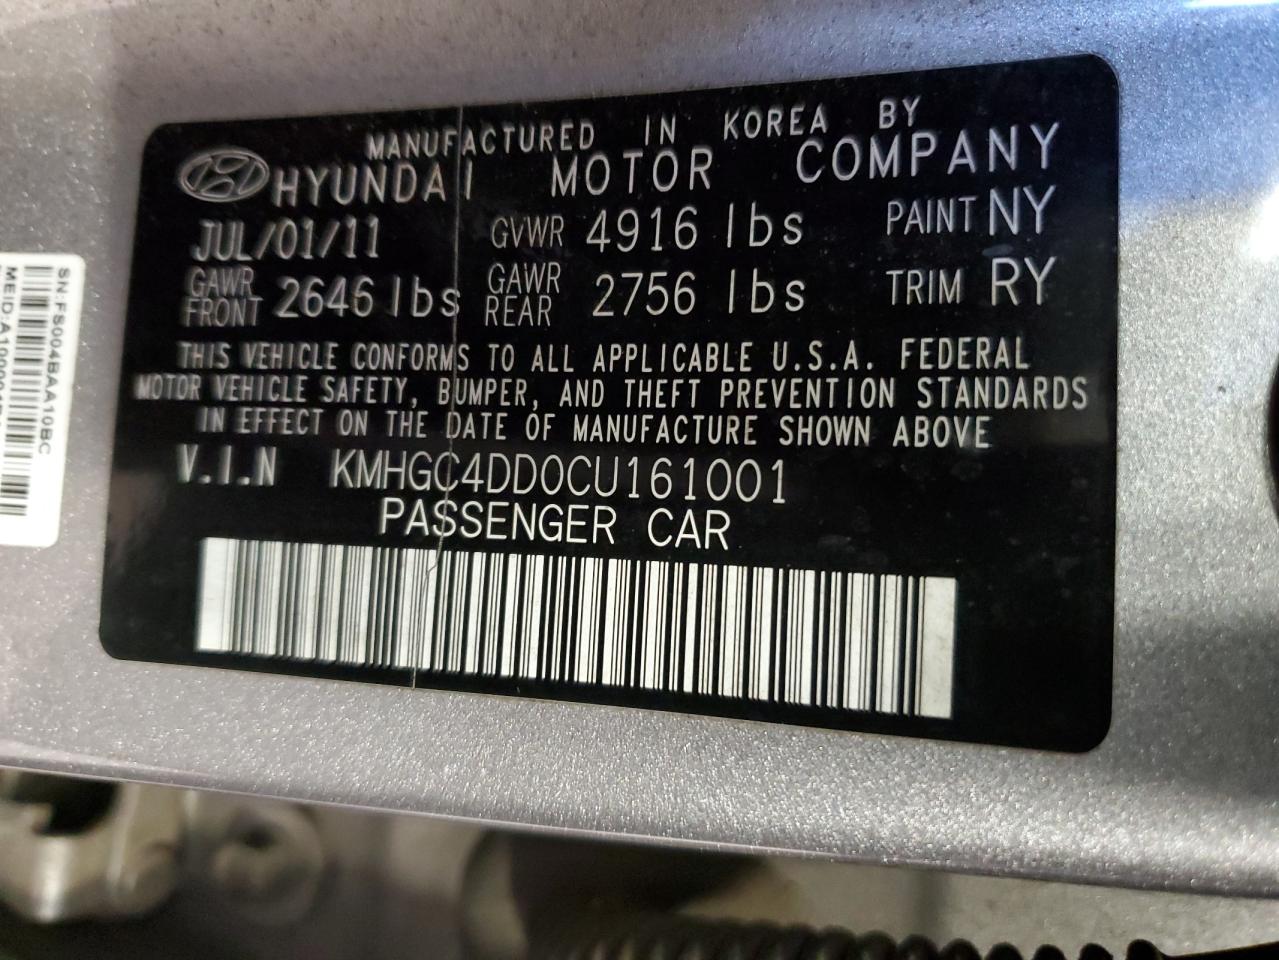 MANUFACTURED IN KOREA BY
HYUNDAI MOTOR COMPANY
JUL/01/11 GVWR 4916 lbs PAINT NY
GAWR FRONT 2646 lbs GAWR REAR 2756 lbs TRIM RY
THIS VEHICLE CONFORMS TO ALL APPLICABLE U.S.A. FEDERAL
MOTOR VEHICLE SAFETY, BUMPER, AND THEFT PREVENTION STANDARDS
IN EFFECT ON THE DATE OF MANUFACTURE SHOWN ABOVE
V.I.N KMHGC4DD0CU161001
PASSENGER CAR
SN:FS004BAA10BC